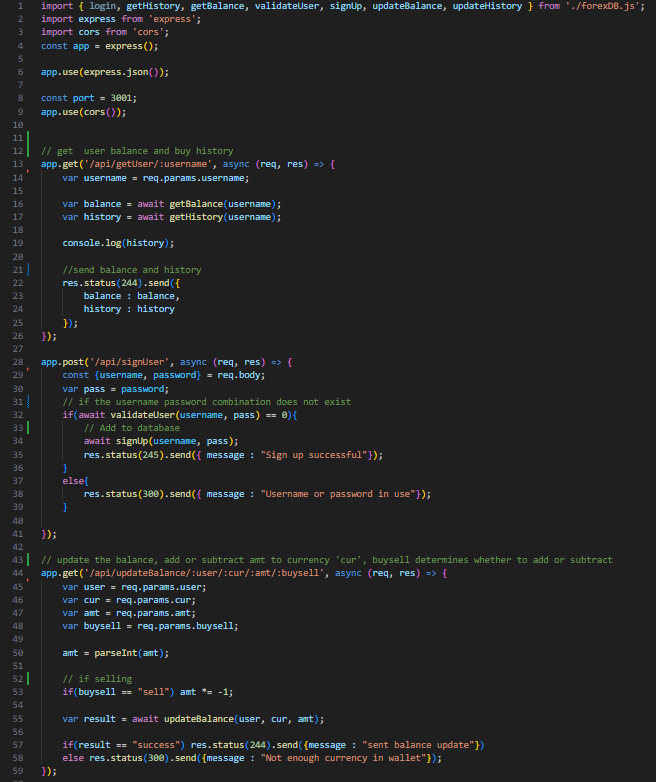 1 import { login, getHistory, getBalance, validateUser, signUp, updateBalance, updateHistory } from './forexDB.js';
2 import express from 'express';
3 import cors from 'cors';
4 const app = express();
5
6 app.use(express.json());
7
8 const port = 3001;
9 app.use(cors());
10
11
12 // get  user balance and buy history
13 app.get('/api/getUser/:username', async (req, res) => {
14     var username = req.params.username;
15
16     var balance = await getBalance(username);
17     var history = await getHistory(username);
18
19     console.log(history);
20
21     //send balance and history
22     res.status(244).send({
23         balance : balance,
24         history : history
25     });
26 });
27
28 app.post('/api/signUser', async (req, res) => {
29     const {username, password} = req.body;
30     var pass = password;
31     // if the username password combination does not exist
32     if(await validateUser(username, pass) == 0){
33         // Add to database
34         await signUp(username, pass);
35         res.status(245).send({ message : "Sign up successful"});
36     }
37     else{
38         res.status(300).send({ message : "Username or password in use"});
39     }
40
41 });
42
43 // update the balance, add or subtract amt to currency 'cur', buysell determines whether to add or subtract
44 app.get('/api/updateBalance/:user/:cur/:amt/:buysell', async (req, res) => {
45     var user = req.params.user;
46     var cur = req.params.cur;
47     var amt = req.params.amt;
48     var buysell = req.params.buysell;
49
50     amt = parseInt(amt);
51
52     // if selling
53     if(buysell == "sell") amt *= -1;
54
55     var result = await updateBalance(user, cur, amt);
56
57     if(result == "success") res.status(244).send({message : "sent balance update"})
58     else res.status(300).send({message : "Not enough currency in wallet"});
59 });